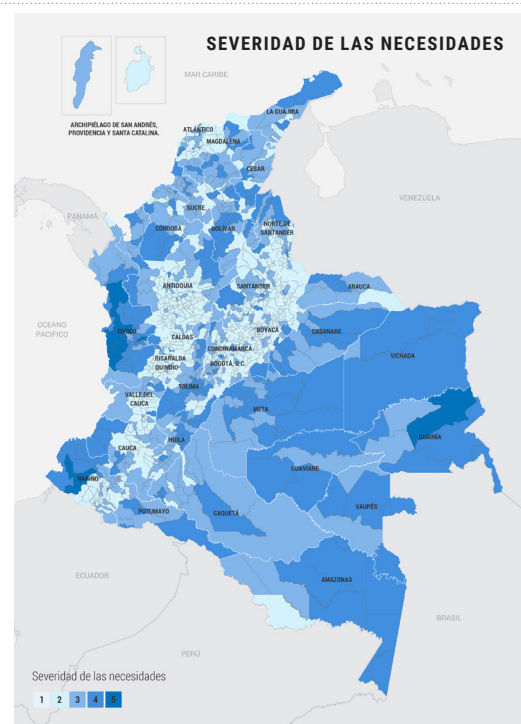 SEVERIDAD DE LAS NECESIDADES
MAR CARIBE
LA GUAJIRA
ARCHIPIÉLAGO DE SAN ANDRÉS,
PROVIDENCIA Y SANTA CATALINA.
ATLÁNTICO
MAGDALENA
CESAR
VENEZUELA
SUCRE
PANAMÁ
NORTE DE
SANTANDER
CÓRDOBA
BOLÍVAR
ANTIOQUIA
SANTANDER
ARAUCA
OCEANO
PACIFICO
CHOCÓ
CALDAS
BOYACÁ
CASANARE
CUNDINAMARCA
VICHADA
RISARALDA
QUINDIO
BOGOTÁ, D.C.
TOLIMA
VALLE DEL
CAUCA
META
GUAINÍA
CAUCA
HUILA
GUAVIARE
NARIÑO
VAUPÉS
PUTUMAYO
CAQUETÁ
ECUADOR
AMAZONAS
BRASIL
PERÚ
Severidad de las necesidades
1 2 3 4 5